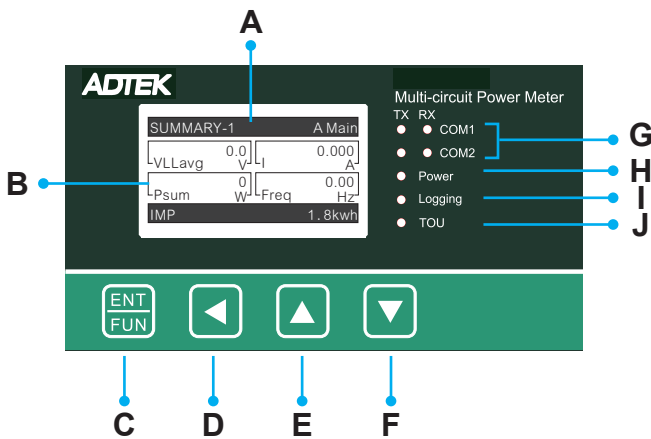 A
ADTEK
Multi-circuit Power Meter
TX RX
SUMMARY-1 A Main
COM1
G
0.0 0.000
VLLavg V I A
COM2
B
0 0.00
Psum W Freq Hz
Power
H
IMP 1.8kwh
Logging
I
TOU
J
ENT
FUN
C D E F